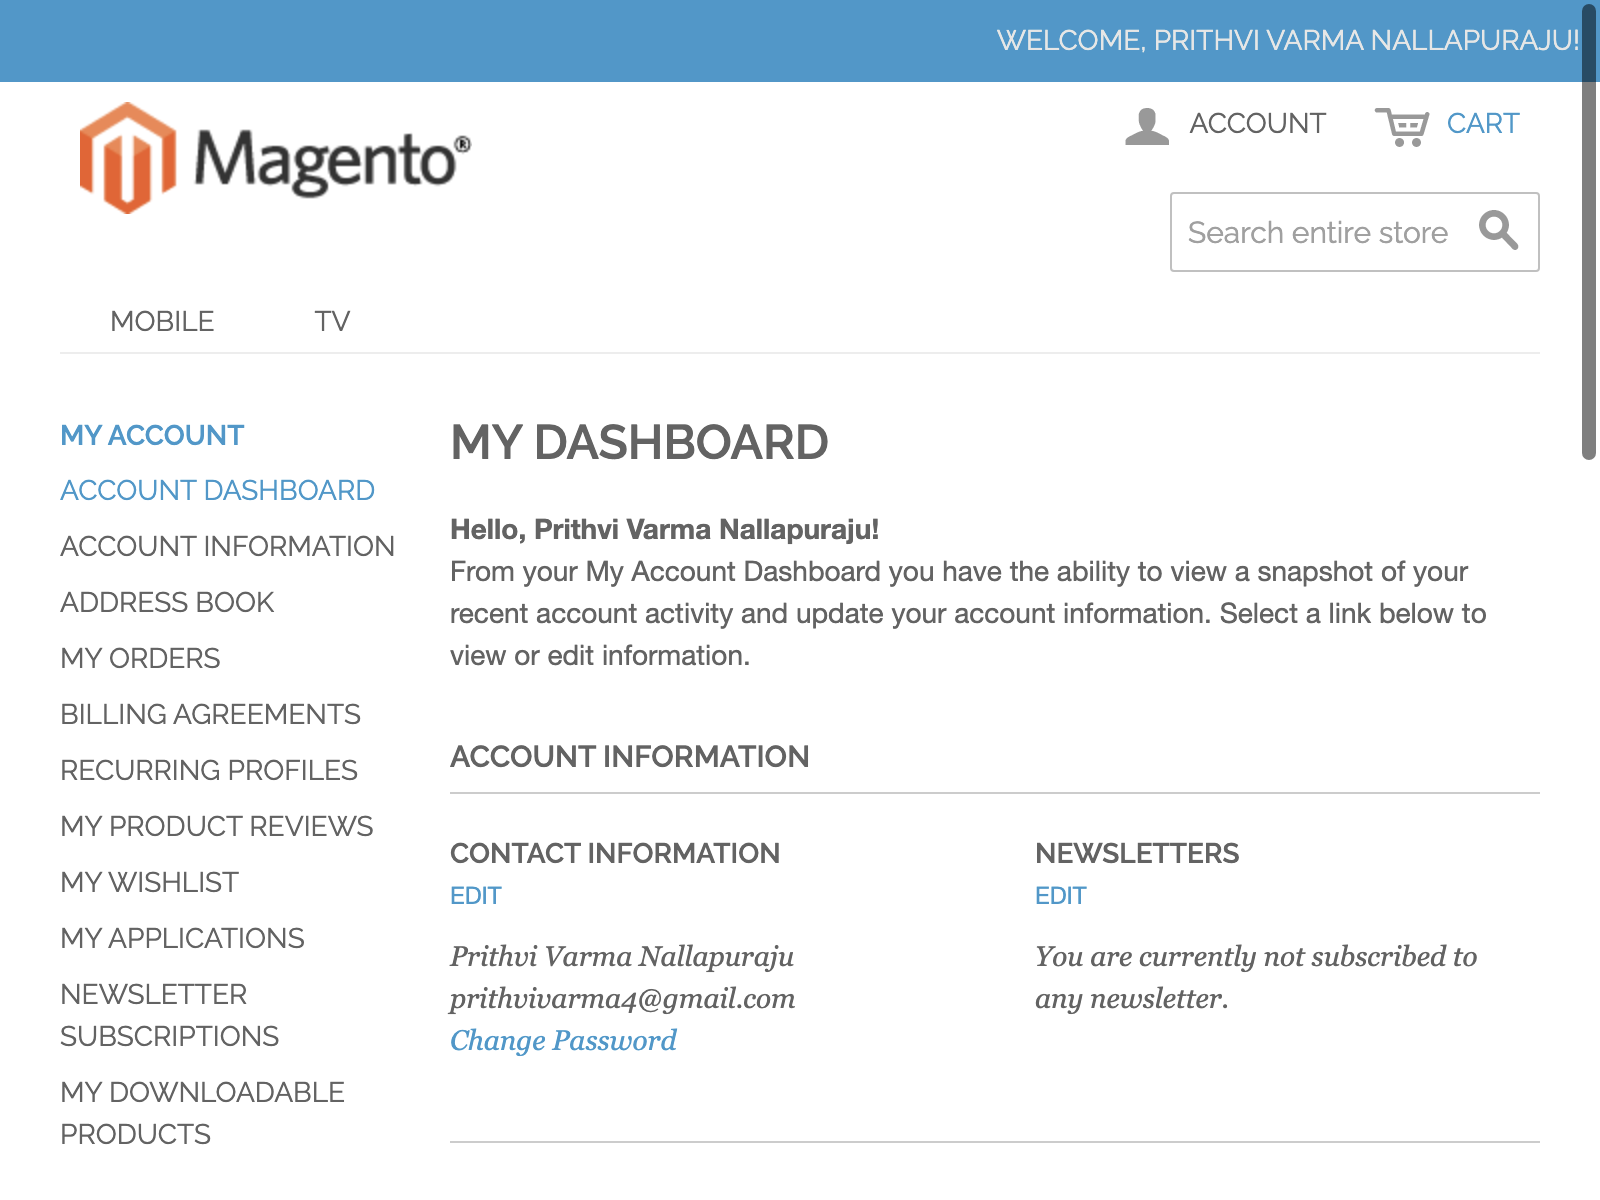 WELCOME, PRITHVI VARMA NALLAPURAJU!
Magento®
ACCOUNT
CART
Search entire store
MOBILE
TV
MY ACCOUNT
ACCOUNT DASHBOARD
ACCOUNT INFORMATION
ADDRESS BOOK
MY ORDERS
BILLING AGREEMENTS
RECURRING PROFILES
MY PRODUCT REVIEWS
MY WISHLIST
MY APPLICATIONS
NEWSLETTER
SUBSCRIPTIONS
MY DOWNLOADABLE
PRODUCTS
MY DASHBOARD
Hello, Prithvi Varma Nallapuraju!
From your My Account Dashboard you have the ability to view a snapshot of your
recent account activity and update your account information. Select a link below to
view or edit information.
ACCOUNT INFORMATION
CONTACT INFORMATION
EDIT
Prithvi Varma Nallapuraju
prithvivarma4@gmail.com
Change Password
NEWSLETTERS
EDIT
You are currently not subscribed to
any newsletter.